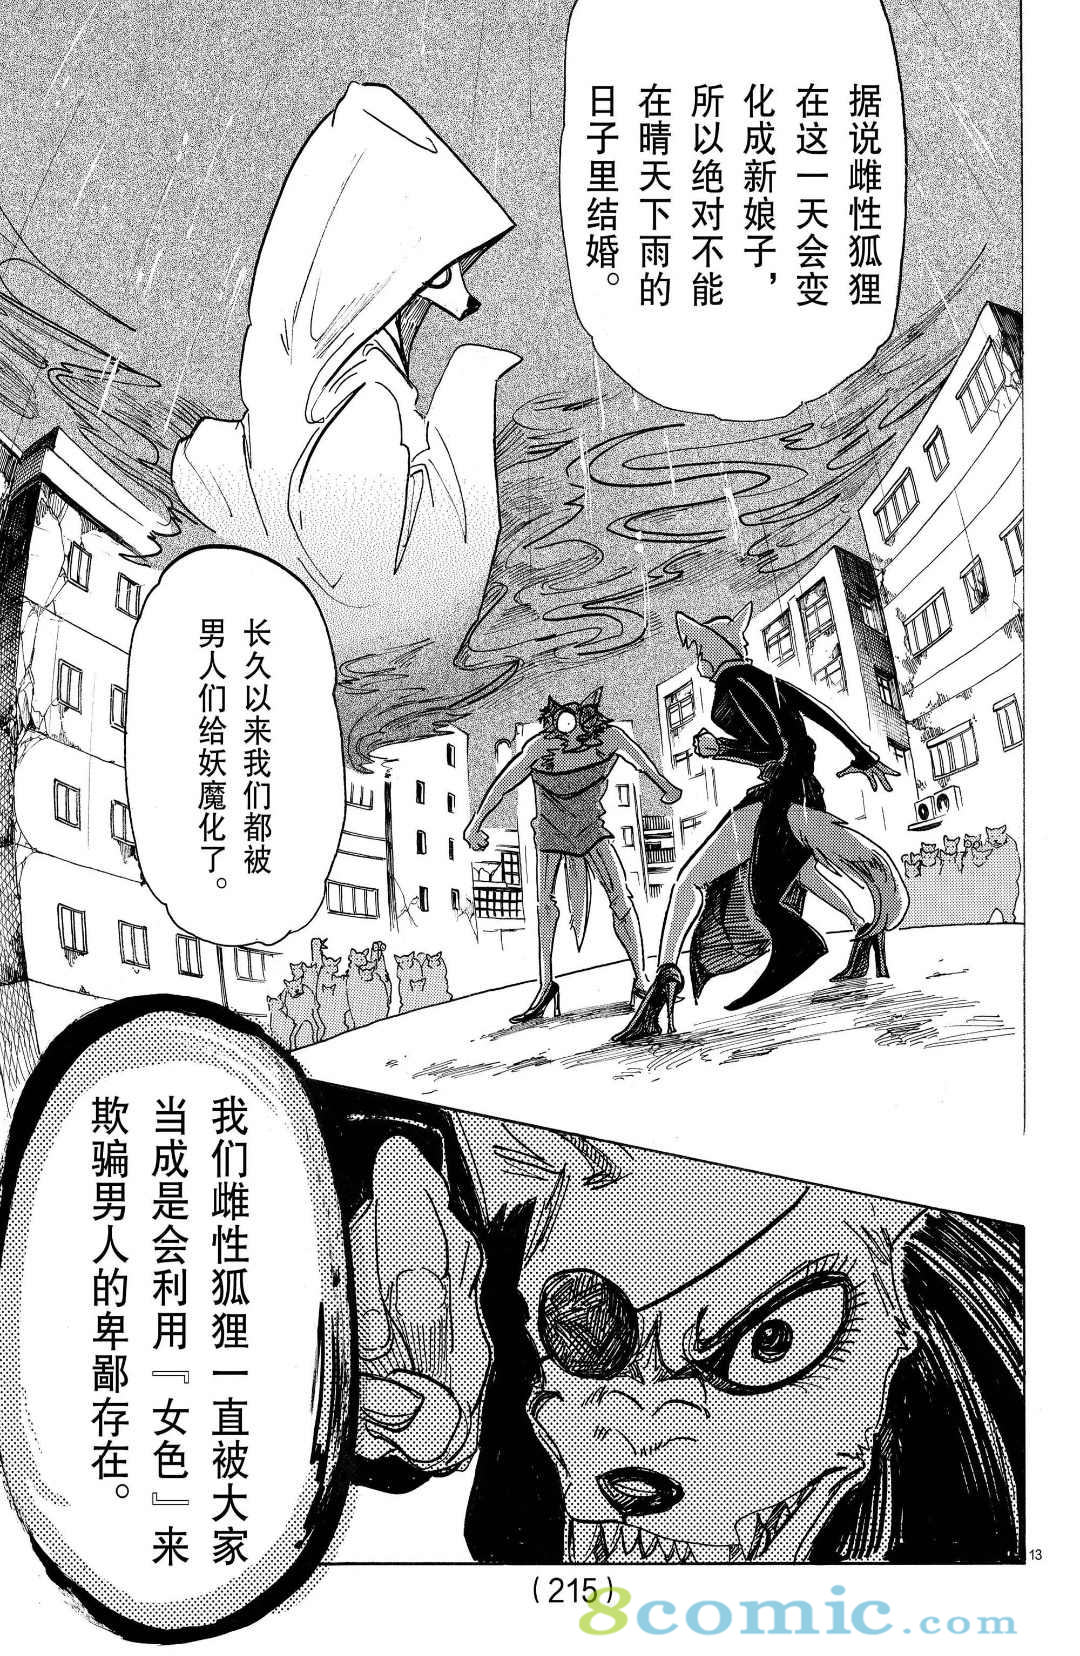 据说雌性狐狸
在这一天会变
化成新娘子，
所以绝对不能
在晴天下雨的
日子里结婚。
长久以来我们都被
男人们给妖魔化了。
我们雌性狐狸一直被大家
当成是会利用『女色』来
欺骗男人的卑鄙存在。
13
(215)
8comic.
www.comicbus.com